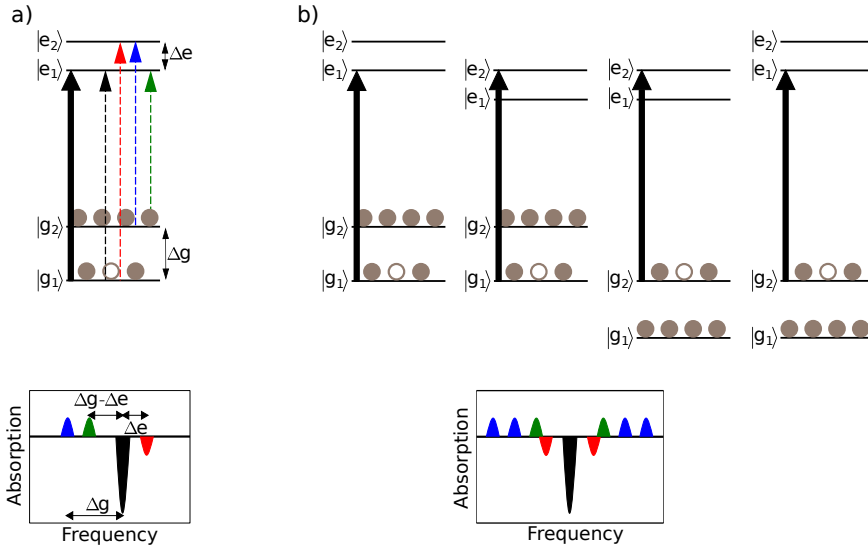 a)
|e₂⟩
Δe
|e₁⟩
|g₂⟩
Δg
|g₁⟩
Δg-Δe
Δe
Δg
Absorption
Frequency
b)
|e₂⟩
|e₁⟩
|g₂⟩
|g₁⟩
|e₂⟩
|e₁⟩
|g₂⟩
|g₁⟩
|e₂⟩
|e₁⟩
|g₂⟩
|g₁⟩
|e₂⟩
|e₁⟩
|g₂⟩
|g₁⟩
Absorption
Frequency